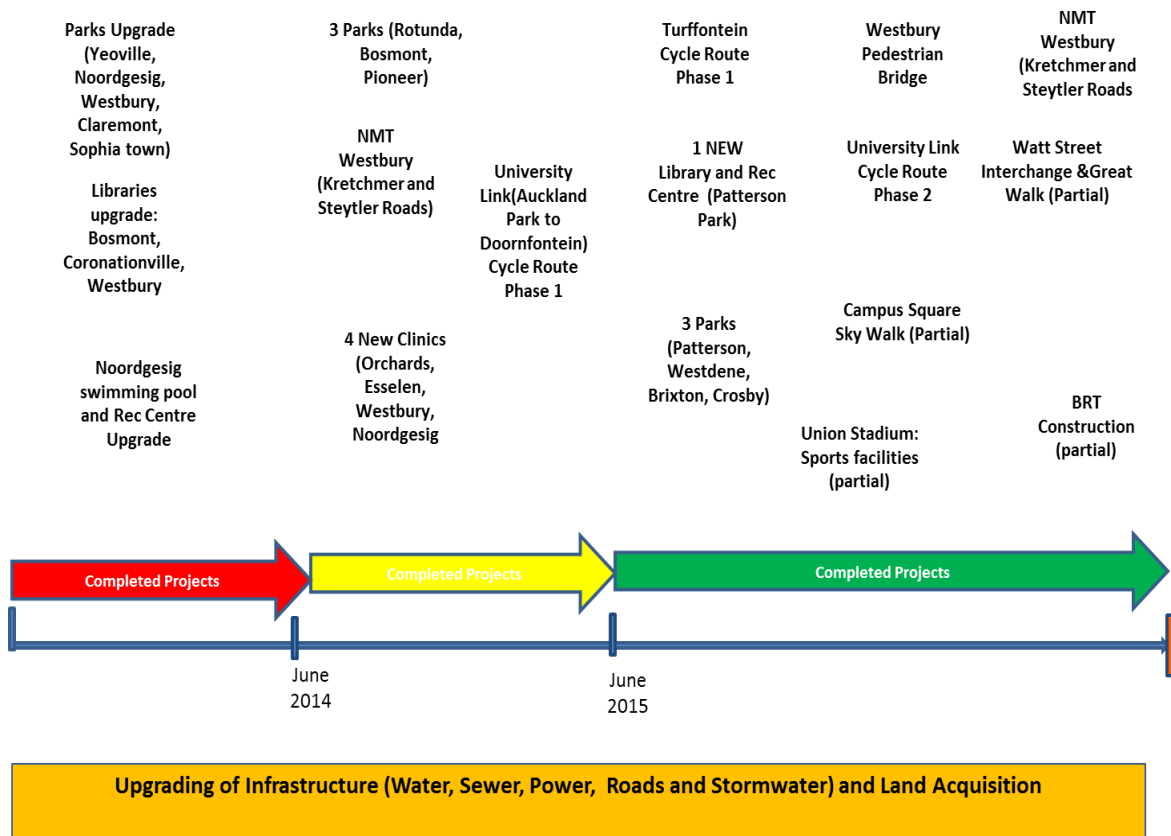 Parks Upgrade
(Yeoville,
Noordgesig,
Westbury,
Claremont,
Sophia town)
Libraries
upgrade:
Bosmont,
Coronationville,
Westbury
Noordgesig
swimming pool
and Rec Centre
Upgrade
3 Parks (Rotunda,
Bosmont,
Pioneer)
NMT
Westbury
(Kretchmer and
Steytler Roads)
4 New Clinics
(Orchards,
Esselen,
Westbury,
Noordgesig
University
Link(Auckland
Park to
Doornfontein)
Cycle Route
Phase 1
Turffontein
Cycle Route
Phase 1
1 NEW
Library and Rec
Centre (Patterson
Park)
3 Parks
(Patterson,
Westdene,
Brixton, Crosby)
Westbury
Pedestrian
Bridge
University Link
Cycle Route
Phase 2
Campus Square
Sky Walk (Partial)
Union Stadium:
Sports facilities
(partial)
NMT
Westbury
(Kretchmer and
Steytler Roads
Watt Street
Interchange &Great
Walk (Partial)
BRT
Construction
(partial)
Completed Projects
Completed Projects
Completed Projects
June
2014
June
2015
Upgrading of Infrastructure (Water, Sewer, Power, Roads and Stormwater) and Land Acquisition